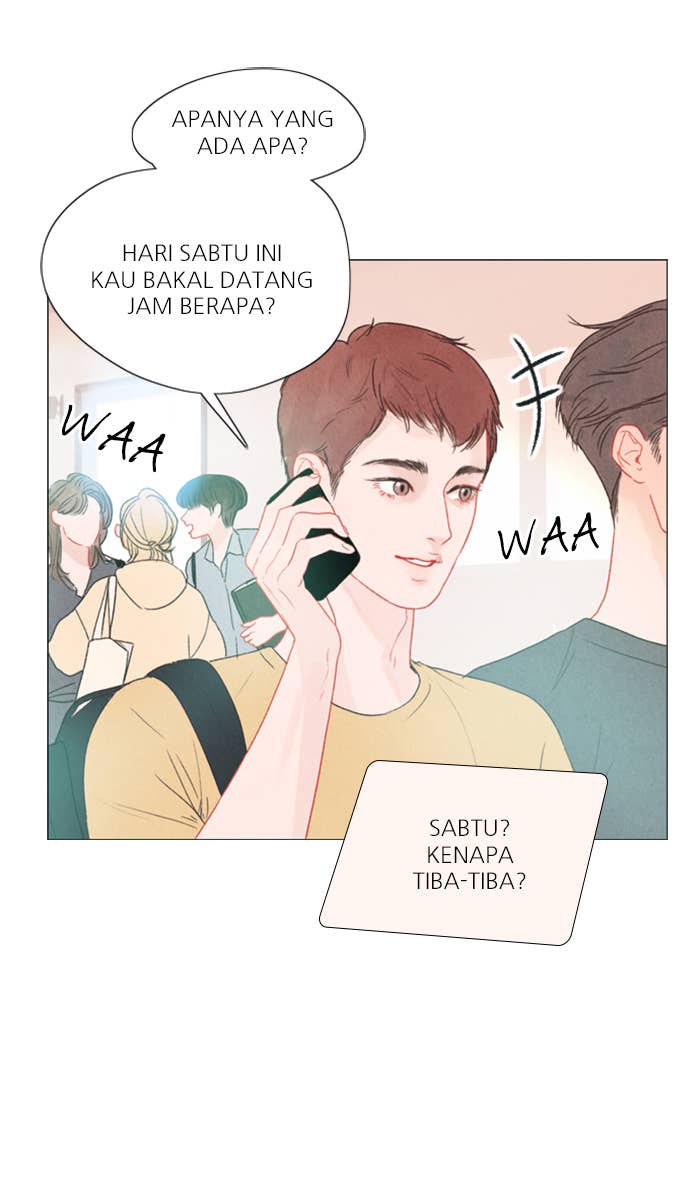 APANYA YANG
ADA APA?
HARI SABTU INI
KAU BAKAL DATANG
JAM BERAPA?
WAA
WAA
SABTU?
KENAPA
TIBA-TIBA?